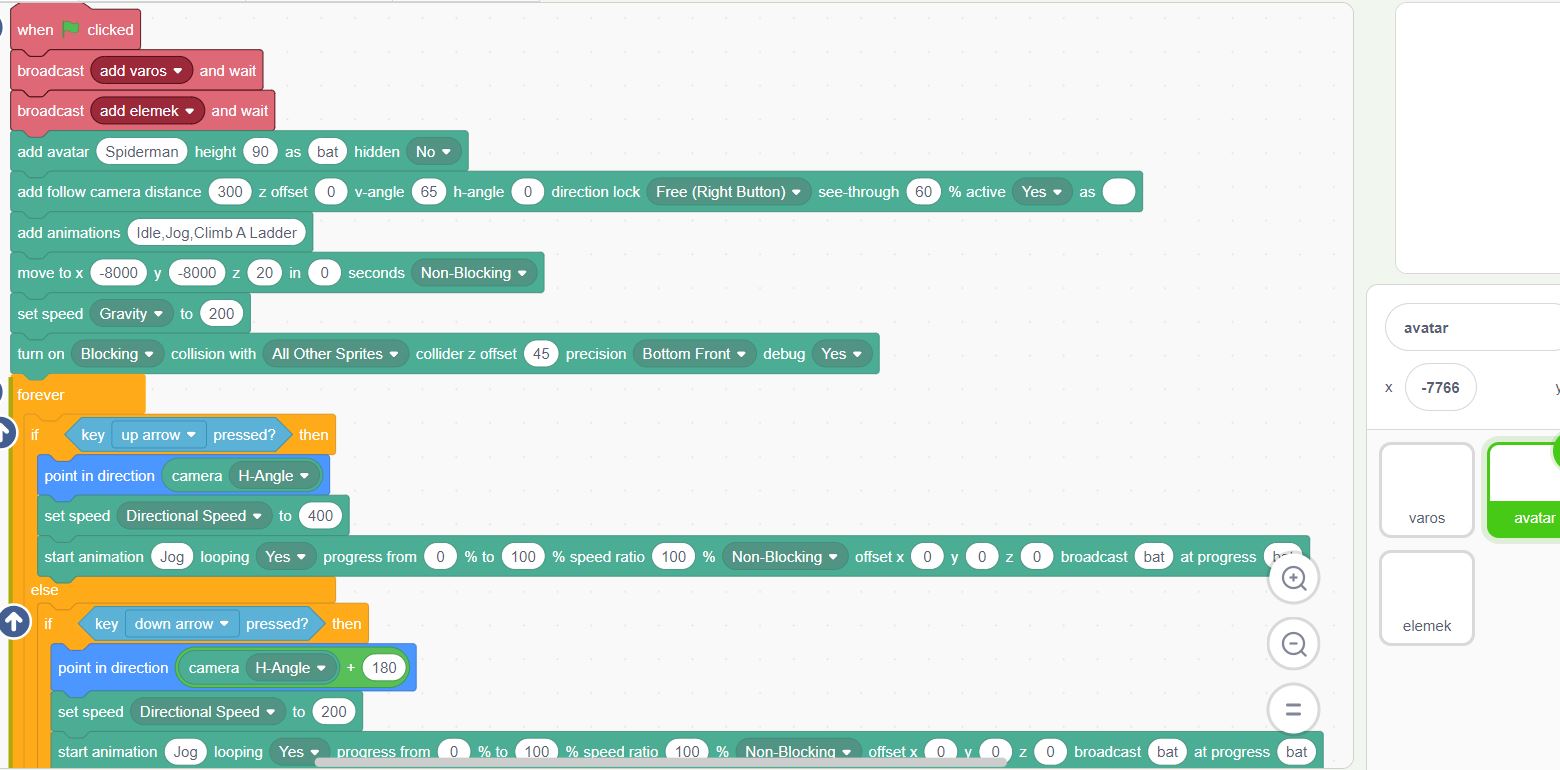 when clicked
broadcast add varos and wait
broadcast add elemek and wait
add avatar Spiderman height 90 as bat hidden No
add follow camera distance 300 z offset 0 v-angle 65 h-angle 0 direction lock Free (Right Button) see-through 60 % active Yes as
add animations Idle,Jog,Climb A Ladder
move to x -8000 y -8000 z 20 in 0 seconds Non-Blocking
set speed Gravity to 200
turn on Blocking collision with All Other Sprites collider z offset 45 precision Bottom Front debug Yes
forever
if key up arrow pressed? then
point in direction camera H-Angle
set speed Directional Speed to 400
start animation Jog looping Yes progress from 0 % to 100 % speed ratio 100 % Non-Blocking offset x 0 y 0 z 0 broadcast bat at progress
else
if key down arrow pressed? then
point in direction camera H-Angle + 180
set speed Directional Speed to 200
start animation Jog looping Yes progress from 0 % to 100 % speed ratio 100 % Non-Blocking offset x 0 y 0 z 0 broadcast bat at progress bat
avatar
x -7766 y
varos
avatar
elemek